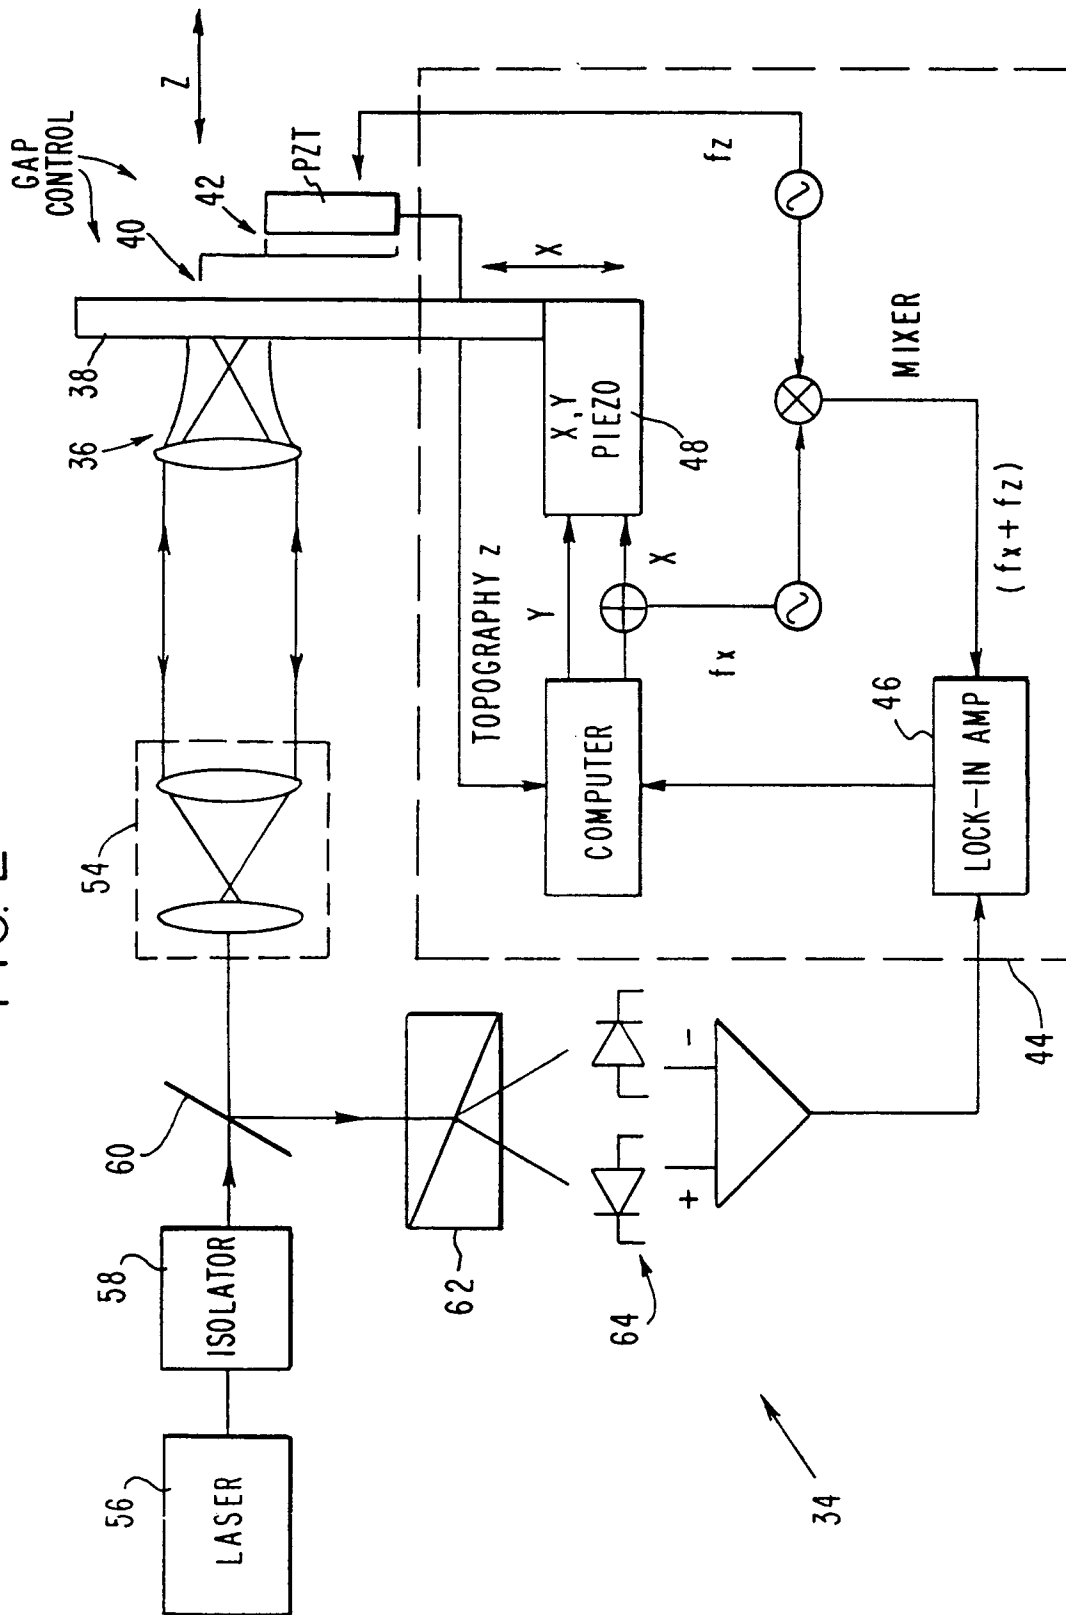 GAP
CONTROL
Z
40
42
PZT
38
36
X
fz
X,Y
PIEZO
48
MIXER
TOPOGRAPHY z
Y
X
fx
(fx + fz)
54
COMPUTER
46
LOCK-IN AMP
44
60
62
64
+
-
58
ISOLATOR
56
LASER
34